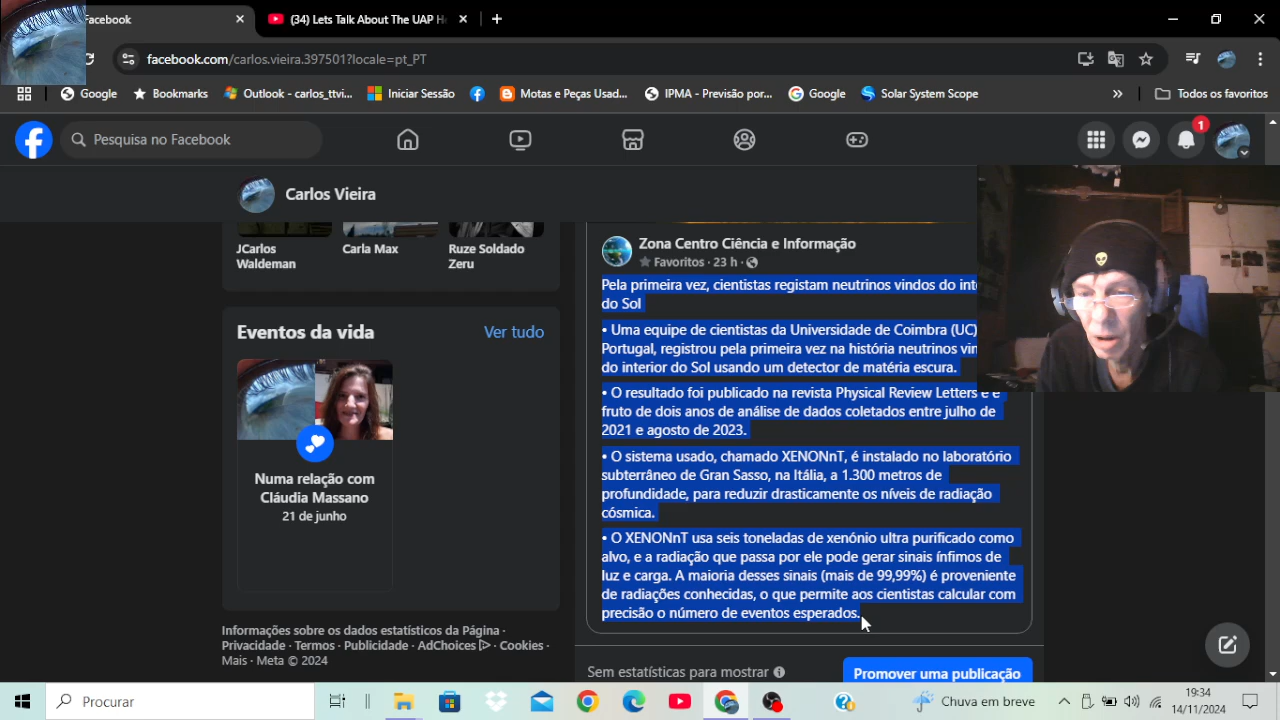 Facebook
(34) Lets Talk About The UAP He
facebook.com/carlos.vieira.397501?locale=pt_PT
Google
Bookmarks
Outlook - carlos_ttvi...
Iniciar Sessão
Motas e Peças Usad...
IPMA - Previsão por...
Google
Solar System Scope
»
Todos os favoritos
Pesquisa no Facebook
1
Carlos Vieira
JCarlos
Waldeman
Carla Max
Ruze Soldado
Zeru
Eventos da vida
Ver tudo
Numa relação com
Cláudia Massano
21 de junho
Informações sobre os dados estatísticos da Página ·
Privacidade · Termos · Publicidade · AdChoices · Cookies ·
Mais · Meta © 2024
Zona Centro Ciência e Informação
Favoritos · 23 h ·
Pela primeira vez, cientistas registam neutrinos vindos do
do Sol
• Uma equipe de cientistas da Universidade de Coimbra (UC)
Portugal, registrou pela primeira vez na história neutrinos
do interior do Sol usando um detector de matéria escura.
• O resultado foi publicado na revista Physical Review Letters e é
fruto de dois anos de análise de dados coletados entre julho de
2021 e agosto de 2023.
• O sistema usado, chamado XENONnT, é instalado no laboratório
subterrâneo de Gran Sasso, na Itália, a 1.300 metros de
profundidade, para reduzir drasticamente os níveis de radiação
cósmica.
• O XENONnT usa seis toneladas de xenónio ultra purificado como
alvo, e a radiação que passa por ele pode gerar sinais ínfimos de
luz e carga. A maioria desses sinais (mais de 99,99%) é proveniente
de radiações conhecidas, o que permite aos cientistas calcular com
precisão o número de eventos esperados.
Sem estatísticas para mostrar
Promover uma publicação
Procurar
Chuva em breve
19:34
14/11/2024